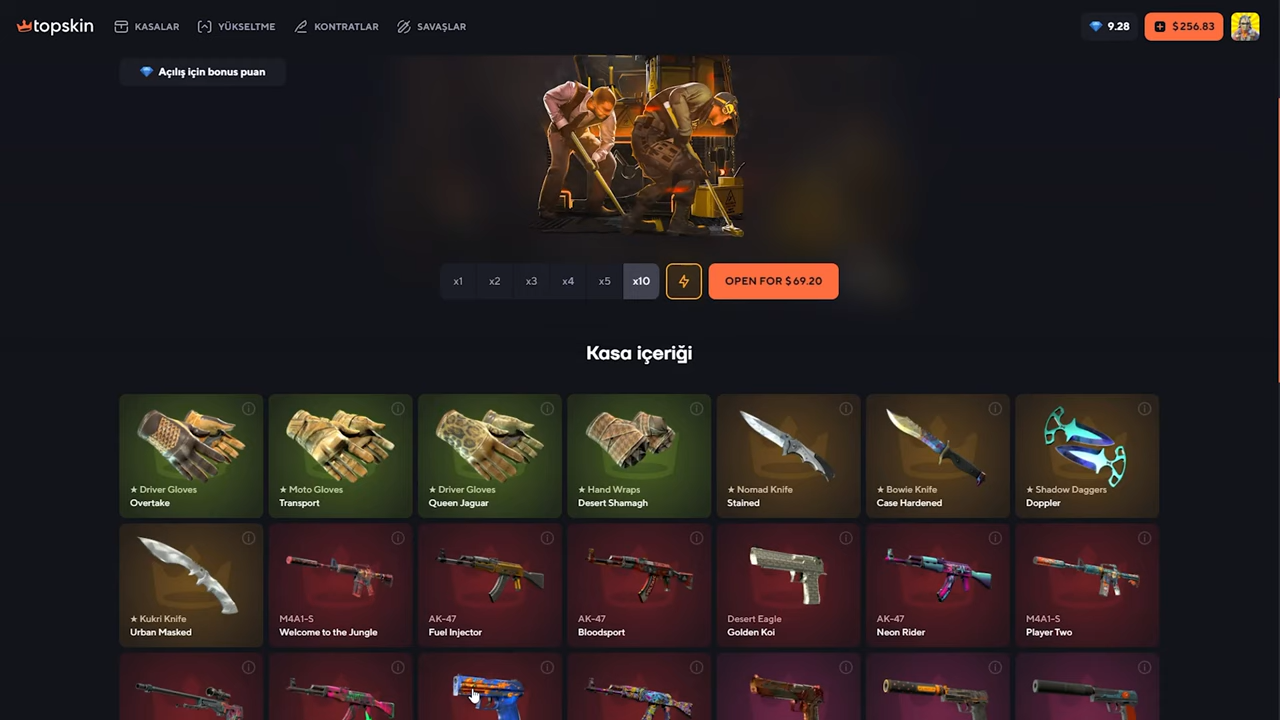 topskin
KASALAR
YÜKSELTME
KONTRATLAR
SAVAŞLAR
9.28
$256.83
Açılış için bonus puan
x1
x2
x3
x4
x5
x10
OPEN FOR $69.20
Kasa içeriği
★ Driver Gloves
Overtake
★ Moto Gloves
Transport
★ Driver Gloves
Queen Jaguar
★ Hand Wraps
Desert Shamagh
★ Nomad Knife
Stained
★ Bowie Knife
Case Hardened
★ Shadow Daggers
Doppler
★ Kukri Knife
Urban Masked
M4A1-S
Welcome to the Jungle
AK-47
Fuel Injector
AK-47
Bloodsport
Desert Eagle
Golden Koi
AK-47
Neon Rider
M4A1-S
Player Two